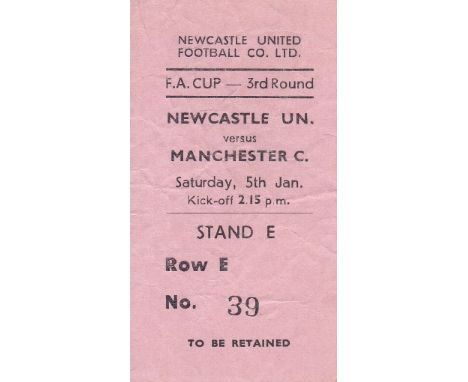 NEWCASTLE UNITED
FOOTBALL CO. LTD.
F.A. CUP — 3rd Round
NEWCASTLE UN.
versus
MANCHESTER C.
Saturday, 5th Jan.
Kick-off 2.15 p.m.
STAND E
Row E
No. 39
TO BE RETAINED